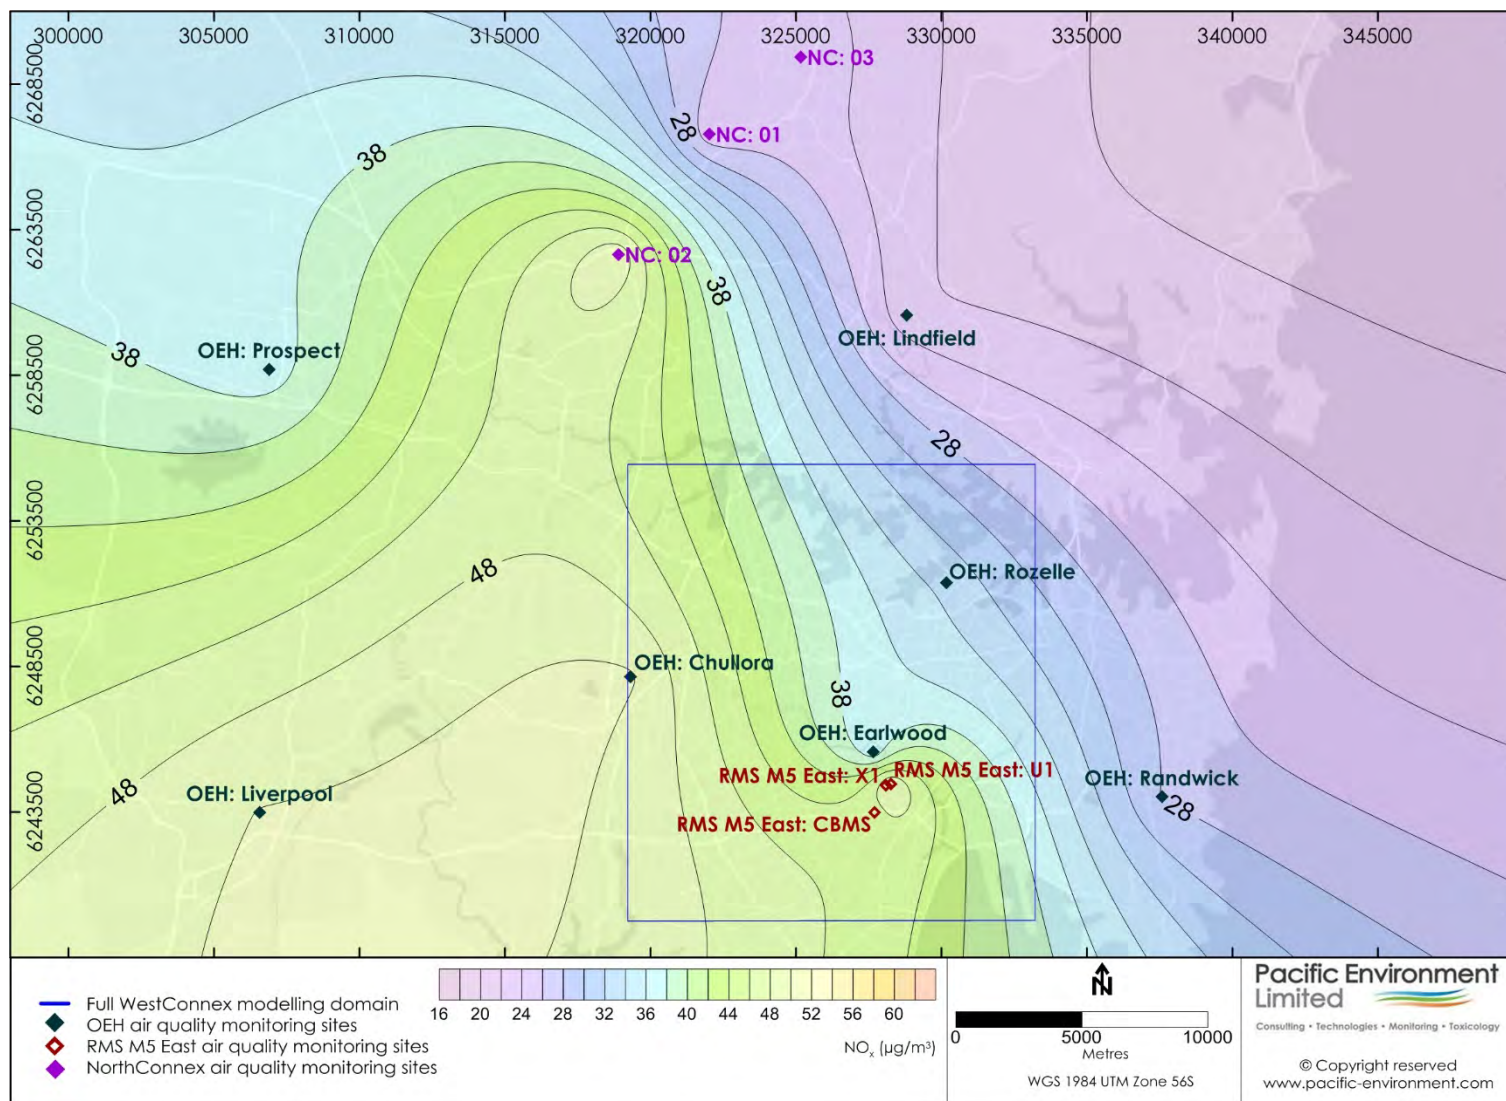 300000 305000 310000 315000 320000 325000 330000 335000 340000 345000
6268500
6263500
6258500
6253500
6248500
6243500
NC: 03
28
NC: 01
38
NC: 02
38
OEH: Lindfield
OEH: Prospect
38
28
48
OEH: Rozelle
OEH: Chullora
38
OEH: Earlwood
RMS M5 East: X1
RMS M5 East: U1
OEH: Randwick
28
48
OEH: Liverpool
RMS M5 East: CBMS
Full WestConnex modelling domain
OEH air quality monitoring sites
RMS M5 East air quality monitoring sites
NorthConnex air quality monitoring sites
16 20 24 28 32 36 40 44 48 52 56 60
NOx (µg/m³)
N
0 5000 10000
Metres
WGS 1984 UTM Zone 56S
Pacific Environment
Limited
Consulting • Technologies • Monitoring • Toxicology
© Copyright reserved
www.pacific-environment.com